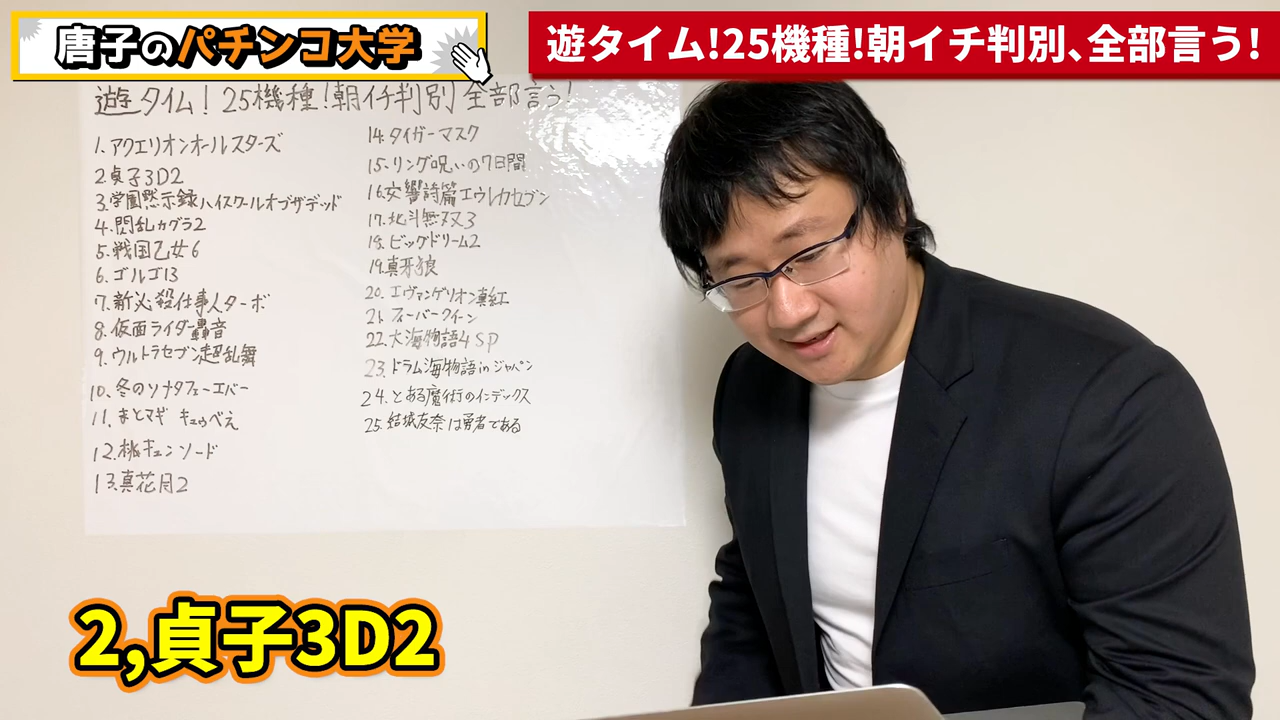 唐子のパチンコ大学
遊タイム!25機種!朝イチ判別、全部言う!
遊タイム！25機種！朝イチ判別 全部言う！
1.アクエリオンオールスターズ
2.貞子3D2
3.学園黙示録ハイスクールオブザデッド
4.閃乱カグラ2
5.戦国乙女6
6.ゴルゴ13
7.新必殺仕事人ターボ
8.仮面ライダー轟音
9.ウルトラセブン超乱舞
10.冬のソナタフォーエバー
11.まどマギ キュゥべえ
12.桃キュンソード
13.真花月2
14.タイガーマスク
15.リング呪いの7日間
16.交響詩篇エウレカセブン
17.北斗無双3
18.ビッグドリーム2
19.真牙狼
20.エヴァンゲリオン真紅
21.フィーバークイーン
22.大海物語4SP
23.ドラム海物語inジャパン
24.とある魔術のインデックス
25.結城友奈は勇者である
2,貞子3D2